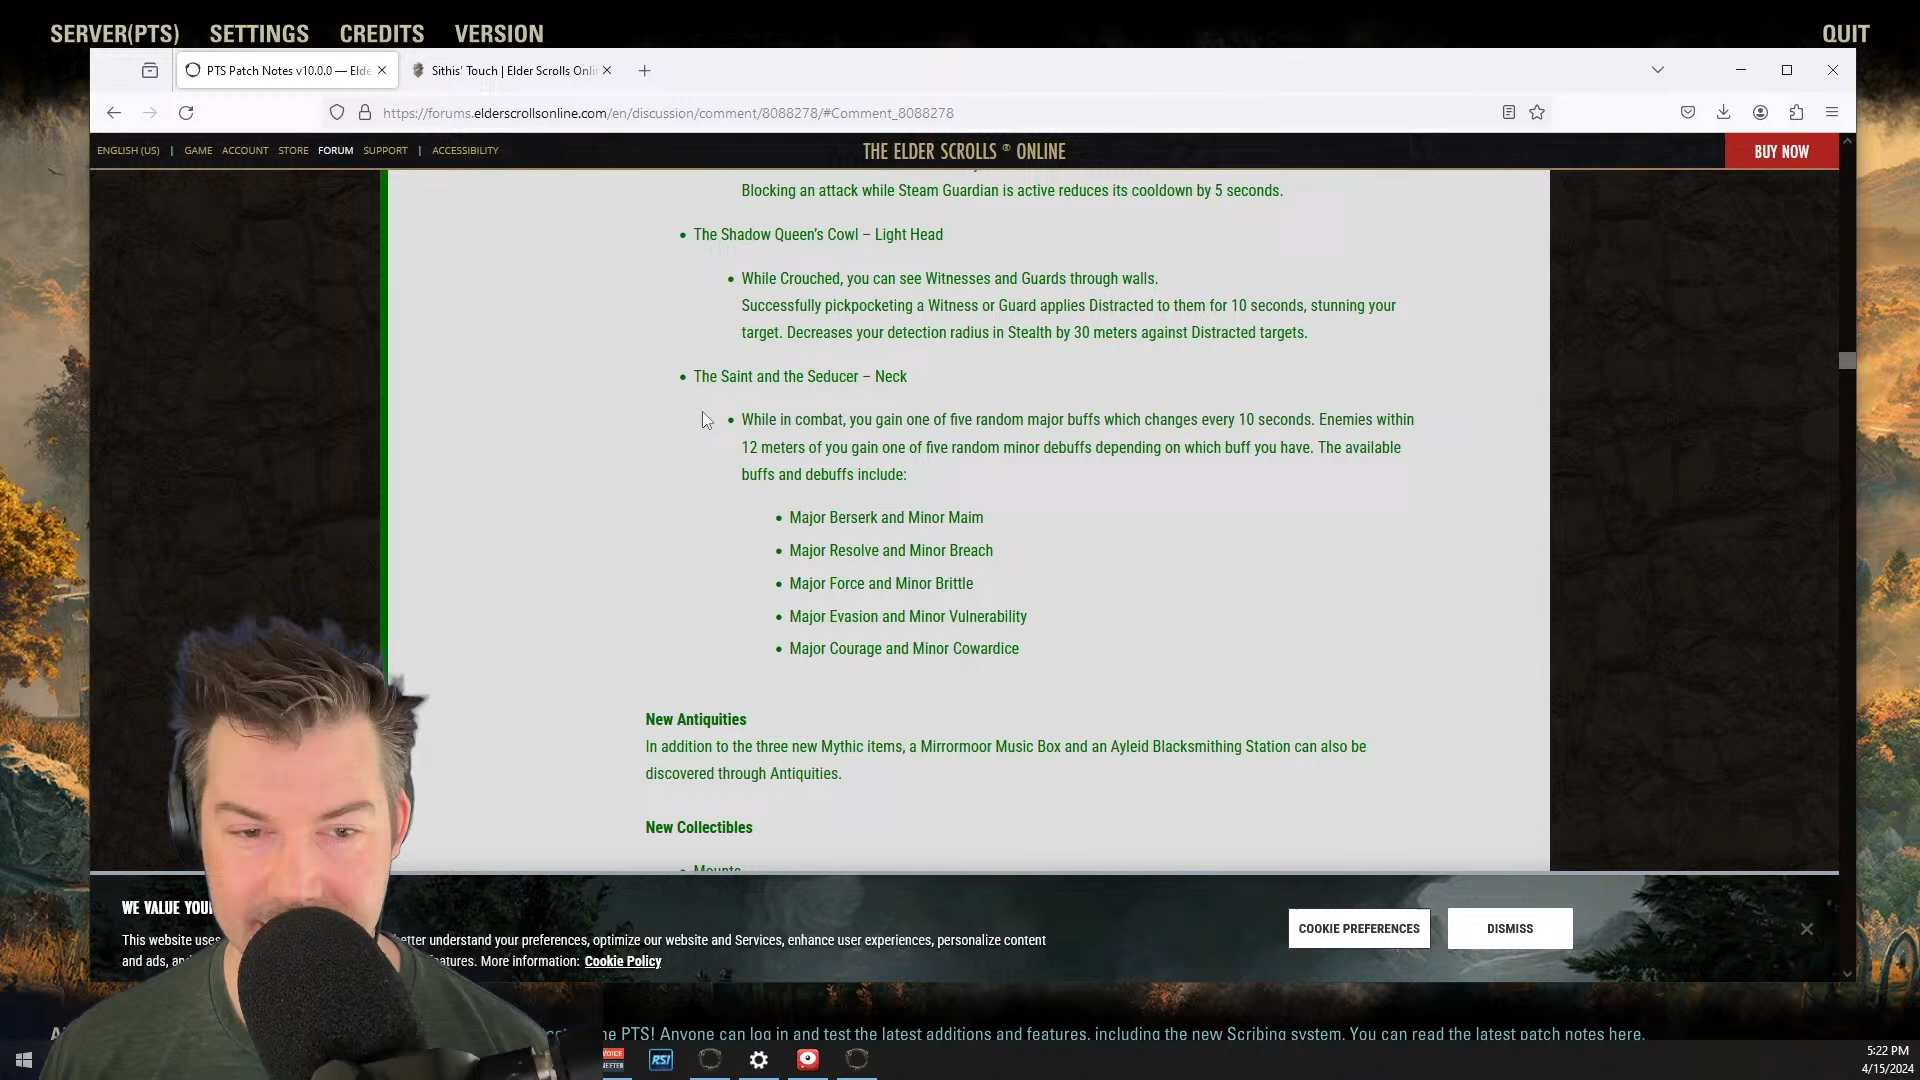 SERVER(PTS) SETTINGS CREDITS VERSION QUIT
PTS Patch Notes v10.0.0 — Elde
Sithis' Touch | Elder Scrolls Onli
https://forums.elderscrollsonline.com/en/discussion/comment/8088278/#Comment_8088278
ENGLISH (US) | GAME ACCOUNT STORE FORUM SUPPORT | ACCESSIBILITY
THE ELDER SCROLLS ® ONLINE
BUY NOW
Blocking an attack while Steam Guardian is active reduces its cooldown by 5 seconds.
• The Shadow Queen’s Cowl – Light Head
• While Crouched, you can see Witnesses and Guards through walls.
Successfully pickpocketing a Witness or Guard applies Distracted to them for 10 seconds, stunning your
target. Decreases your detection radius in Stealth by 30 meters against Distracted targets.
• The Saint and the Seducer – Neck
• While in combat, you gain one of five random major buffs which changes every 10 seconds. Enemies within
12 meters of you gain one of five random minor debuffs depending on which buff you have. The available
buffs and debuffs include:
• Major Berserk and Minor Maim
• Major Resolve and Minor Breach
• Major Force and Minor Brittle
• Major Evasion and Minor Vulnerability
• Major Courage and Minor Cowardice
New Antiquities
In addition to the three new Mythic items, a Mirrormoor Music Box and an Ayleid Blacksmithing Station can also be
discovered through Antiquities.
New Collectibles
• Mounts
WE VALUE YOUR
This website uses
etter understand your preferences, optimize our website and Services, enhance user experiences, personalize content
and ads, an
eatures. More information: Cookie Policy
COOKIE PREFERENCES
DISMISS
he PTS! Anyone can log in and test the latest additions and features, including the new Scribing system. You can read the latest patch notes here.
VOICE
MEETER
RSI
5:22 PM
4/15/2024